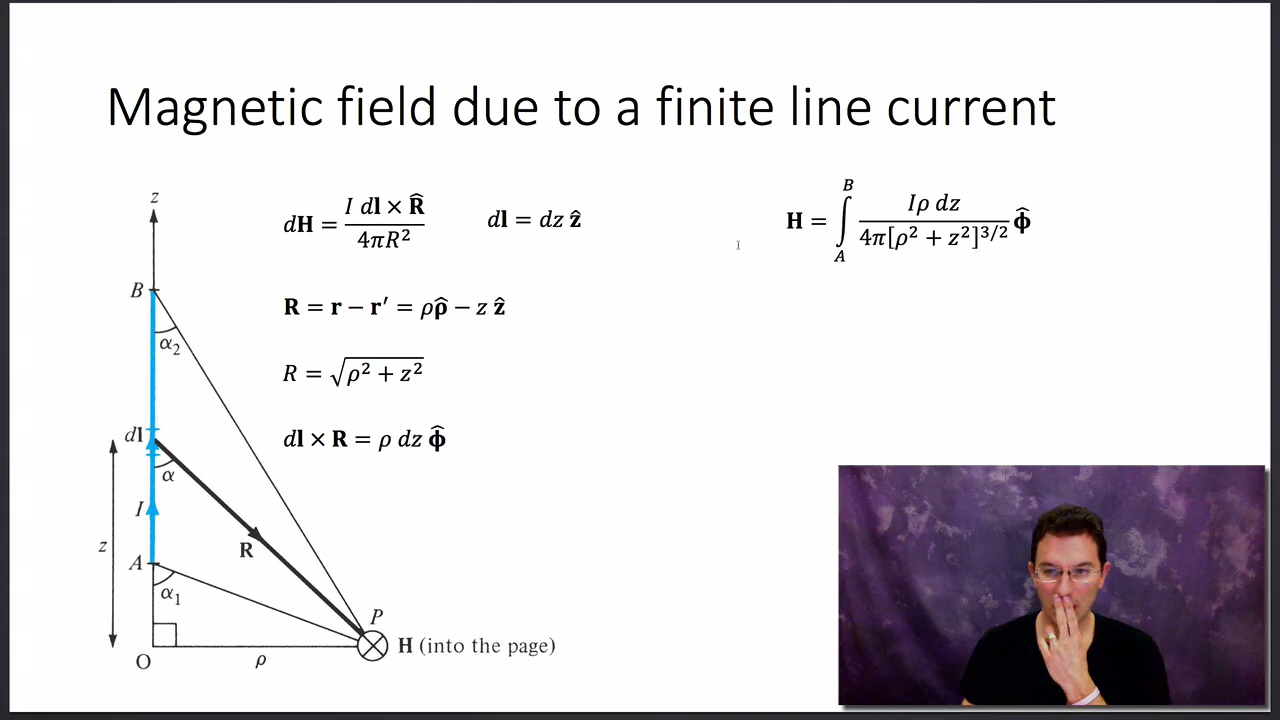 Magnetic field due to a finite line current
d𝐇 = I d𝐥 × 𝐑̂ / 4πR²
d𝐥 = dz 𝐳̂
𝐇 = ∫_A^B Iρ dz / 4π[ρ² + z²]^{3/2} 𝛟̂
𝐑 = 𝐫 − 𝐫′ = ρ𝛒̂ − z 𝐳̂
R = √(ρ² + z²)
d𝐥 × 𝐑 = ρ dz 𝛟̂
z
B
α₂
d𝐥
α
I
𝐑
z
A
α₁
P
𝐇 (into the page)
O
ρ